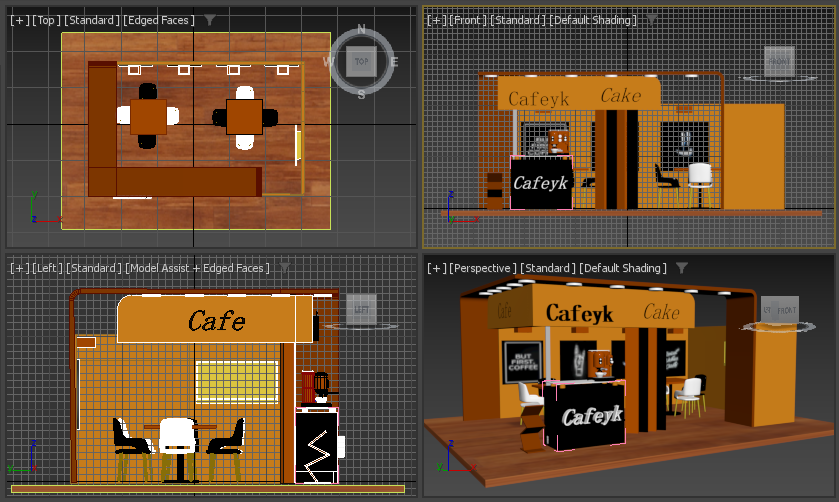 [+] [Top] [Standard] [Edged Faces]
N
W TOP E
S
y
z x
[+] [Front] [Standard] [Default Shading]
FRONT
Cafeyk Cake
Cafeyk
z
x
[+] [Left] [Standard] [Model Assist + Edged Faces]
LEFT
Cafe
z
y
[+] [Perspective] [Standard] [Default Shading]
FRONT
Cafe Cafeyk Cake
BUT
FIRST,
COFFEE
Cafeyk
z